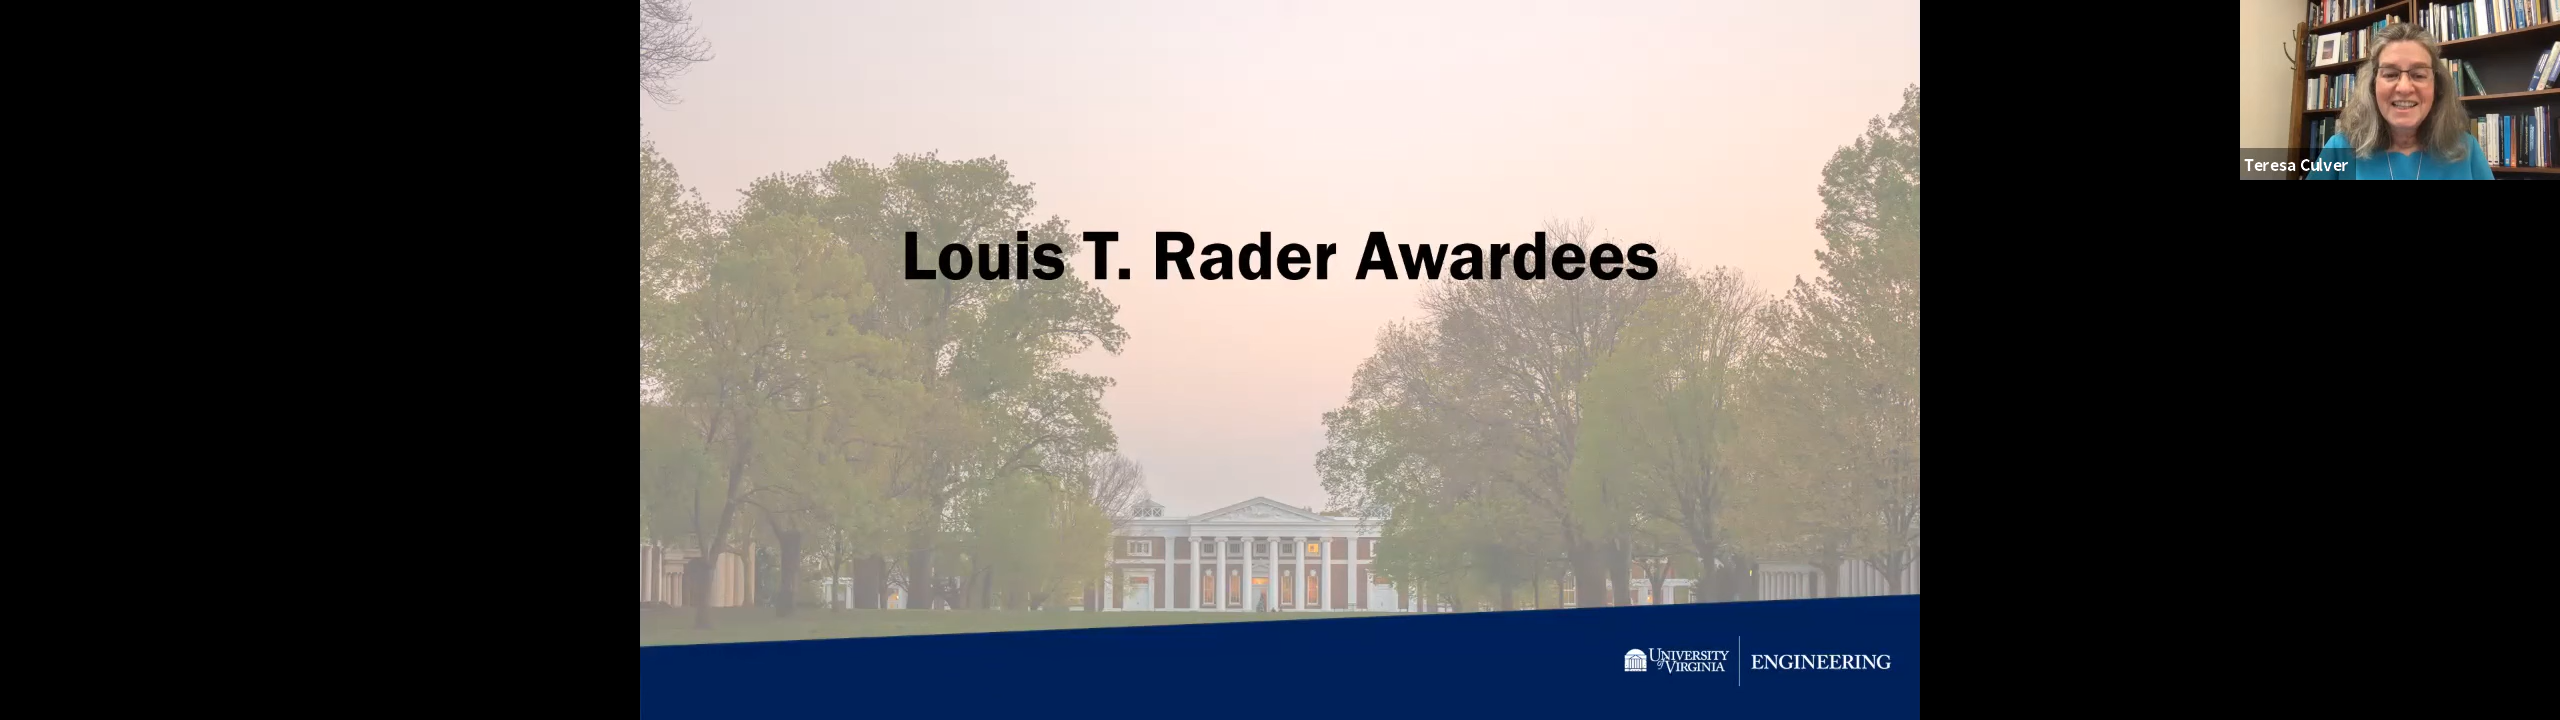 Louis T. Rader Awardees
Teresa Culver
UNIVERSITY of VIRGINIA
ENGINEERING